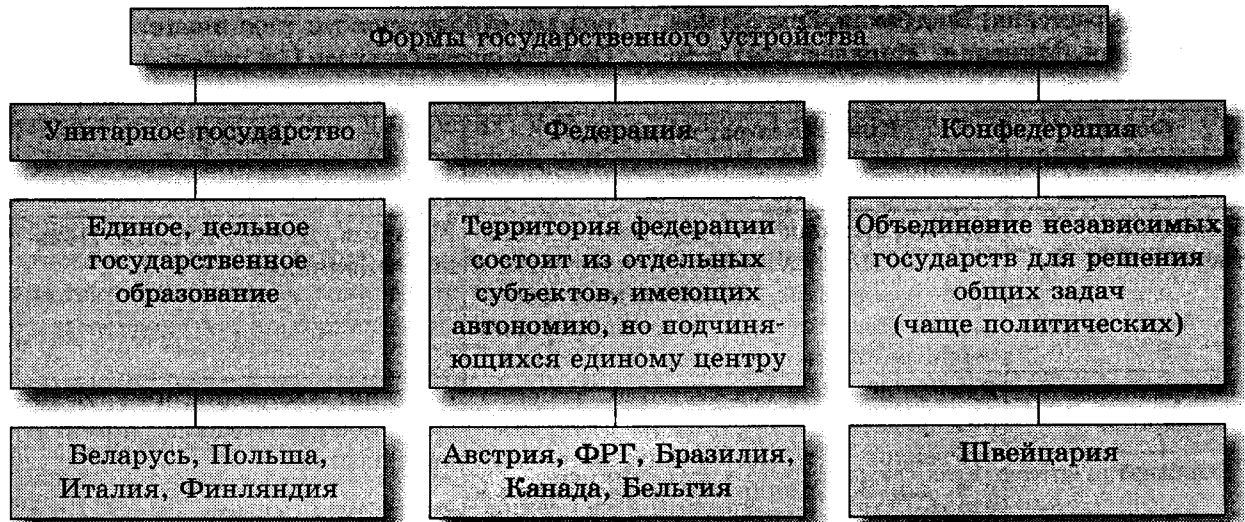 Формы государственного устройства
Унитарное государство
Федерация
Конфедерация
Единое, цельное
государственное
образование
Территория федерации
состоит из отдельных
субъектов, имеющих
автономию, но подчиня-
ющихся единому центру
Объединение независимых
государств для решения
общих задач
(чаще политических)
Беларусь, Польша,
Италия, Финляндия
Австрия, ФРГ, Бразилия,
Канада, Бельгия
Швейцария